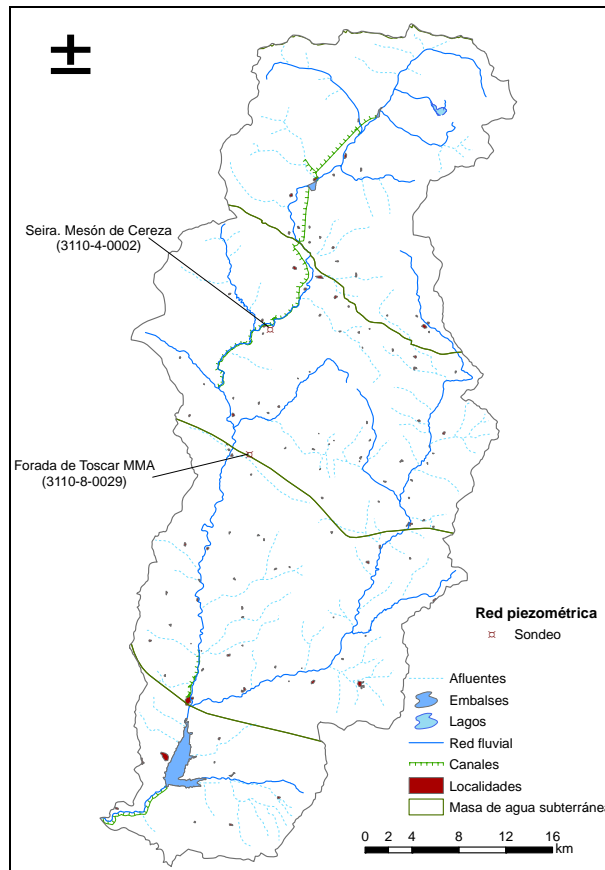 Seira. Mesón de Cereza
(3110-4-0002)
Forada de Toscar MMA
(3110-8-0029)
Red piezométrica
Sondeo
Afluentes
Embalses
Lagos
Red fluvial
Canales
Localidades
Masa de agua subterráne
0 2 4 8 12 16
km